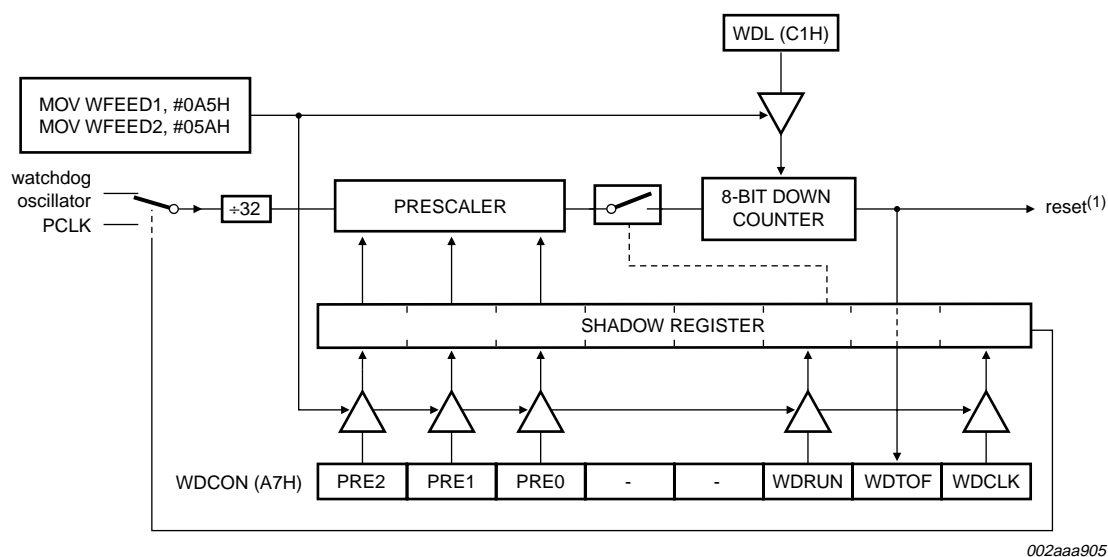 WDL (C1H)
MOV WFEED1, #0A5H
MOV WFEED2, #05AH
watchdog
oscillator
PCLK
÷32
PRESCALER
8-BIT DOWN
COUNTER
reset(1)
SHADOW REGISTER
WDCON (A7H)
PRE2
PRE1
PRE0
-
-
WDRUN
WDTOF
WDCLK
002aaa905